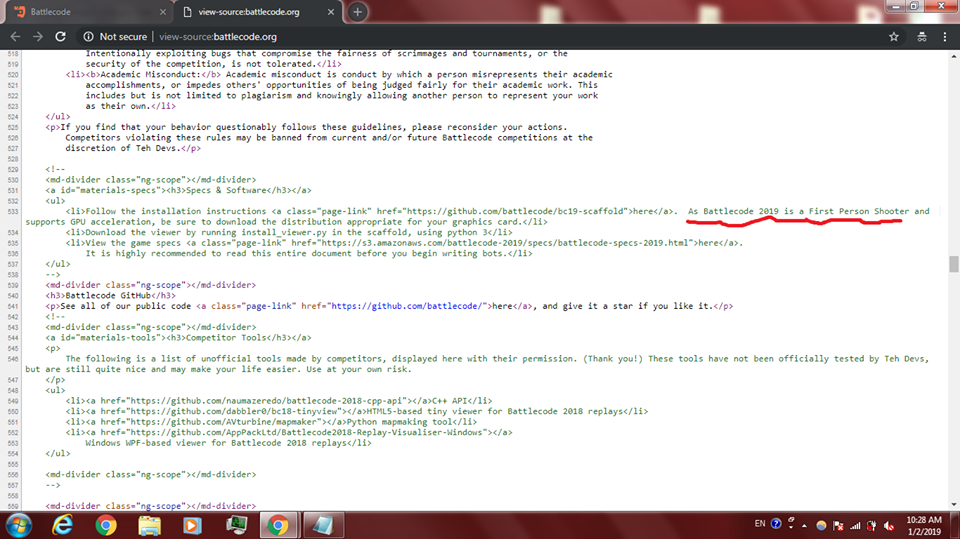 Battlecode
view-source:battlecode.org
Not secure | view-source:battlecode.org
518 Intentionally exploiting bugs that compromise the fairness of scrimmages and tournaments, or the
519 security of the competition, is not tolerated.</li>
520 <li><b>Academic Misconduct:</b> Academic misconduct is conduct by which a person misrepresents their academic
521 accomplishments, or impedes others' opportunities of being judged fairly for their academic work. This
522 includes but is not limited to plagiarism and knowingly allowing another person to represent your work
523 as their own.</li>
524 </ul>
525 <p>If you find that your behavior questionably follows these guidelines, please reconsider your actions.
526 Competitors violating these rules may be banned from current and/or future Battlecode competitions at the
527 discretion of Teh Devs.</p>
528
529 <!--
530 <md-divider class="ng-scope"></md-divider>
531 <a id="materials-specs"><h3>Specs & Software</h3></a>
532 <ul>
533 <li>Follow the installation instructions <a class="page-link" href="https://github.com/battlecode/bc19-scaffold">here</a>. As Battlecode 2019 is a First Person Shooter and
supports GPU acceleration, be sure to download the distribution appropriate for your graphics card.</li>
534 <li>Download the viewer by running install_viewer.py in the scaffold, using python 3</li>
535 <li>View the game specs <a class="page-link" href="https://s3.amazonaws.com/battlecode-2019/specs/battlecode-specs-2019.html">here</a>.
536 It is highly recommended to read this entire document before you begin writing bots.</li>
537 </ul>
538 -->
539 <md-divider class="ng-scope"></md-divider>
540 <h3>Battlecode GitHub</h3>
541 <p>See all of our public code <a class="page-link" href="https://github.com/battlecode/">here</a>, and give it a star if you like it.</p>
542 <!--
543 <md-divider class="ng-scope"></md-divider>
544 <a id="materials-tools"><h3>Competitor Tools</h3></a>
545 <p>
546 The following is a list of unofficial tools made by competitors, displayed here with their permission. (Thank you!) These tools have not been officially tested by Teh Devs,
but are still quite nice and may make your life easier. Use at your own risk.
547 </p>
548 <ul>
549 <li><a href="https://github.com/naumazeredo/battlecode-2018-cpp-api"></a>C++ API</li>
550 <li><a href="https://github.com/dabbler0/bc18-tinyview"></a>HTML5-based tiny viewer for Battlecode 2018 replays</li>
551 <li><a href="https://github.com/AVturbine/mapmaker"></a>Python mapmaking tool</li>
552 <li><a href="https://github.com/AppPackLtd/Battlecode2018-Replay-Visualiser-Windows"></a>
553 Windows WPF-based viewer for Battlecode 2018 replays</li>
554 </ul>
555
556 <md-divider class="ng-scope"></md-divider>
557 -->
558
559 <md-divider class="ng-scope"></md-divider>
EN
10:28 AM
1/2/2019